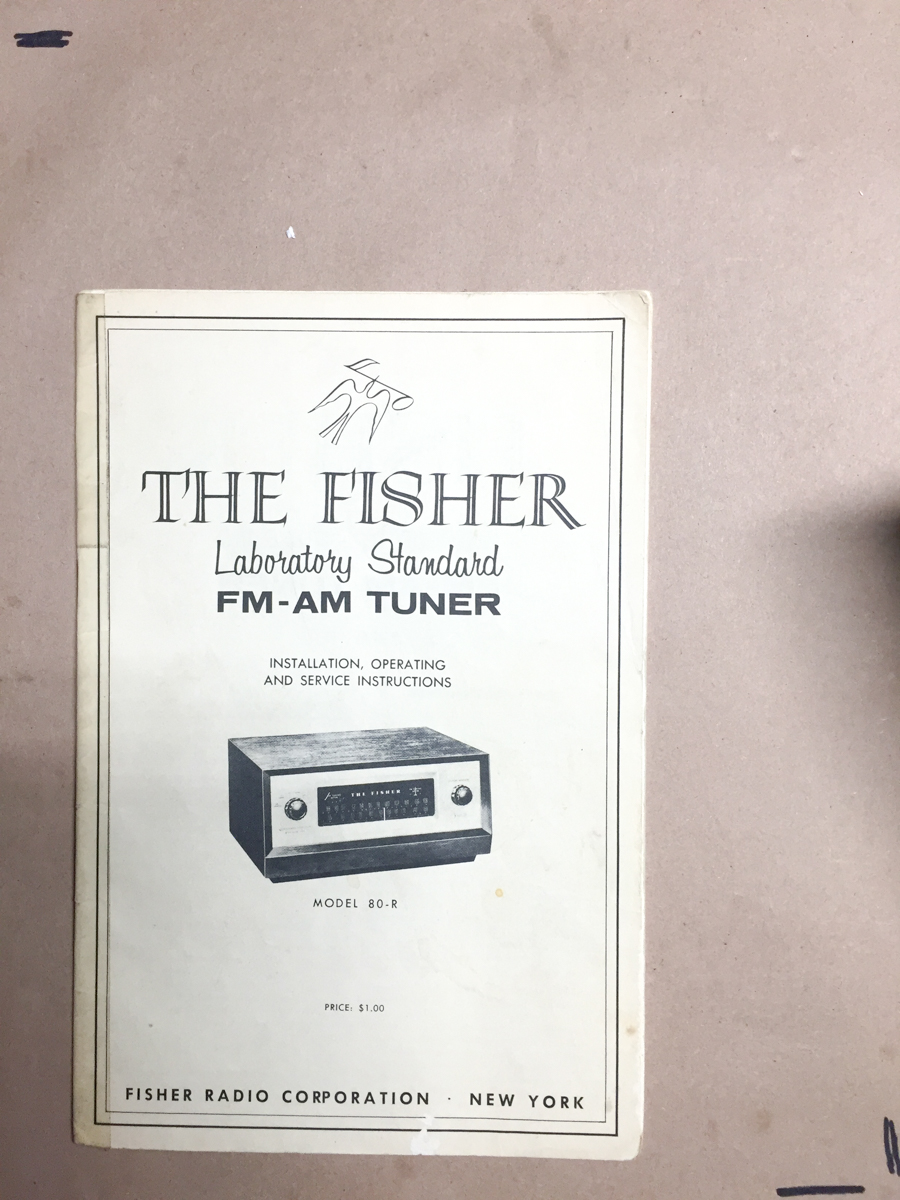 THE FISHER
Laboratory Standard
FM-AM TUNER
INSTALLATION, OPERATING
AND SERVICE INSTRUCTIONS
THE FISHER
MODEL 80-R
PRICE: $1.00
FISHER RADIO CORPORATION · NEW YORK